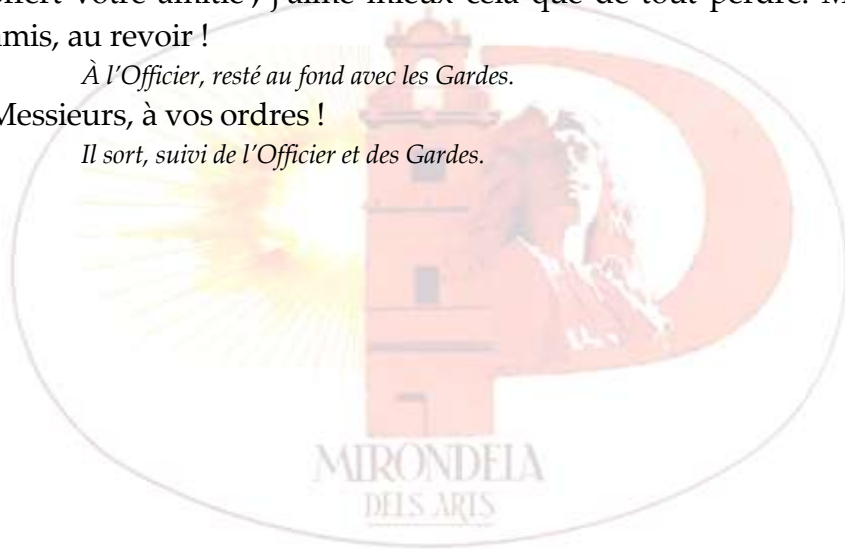 offert votre amitié ; j'aime mieux cela que de tout perdre. M
amis, au revoir !
À l'Officier, resté au fond avec les Gardes.
Messieurs, à vos ordres !
Il sort, suivi de l'Officier et des Gardes.
MIRONDELA
DELS ARTS